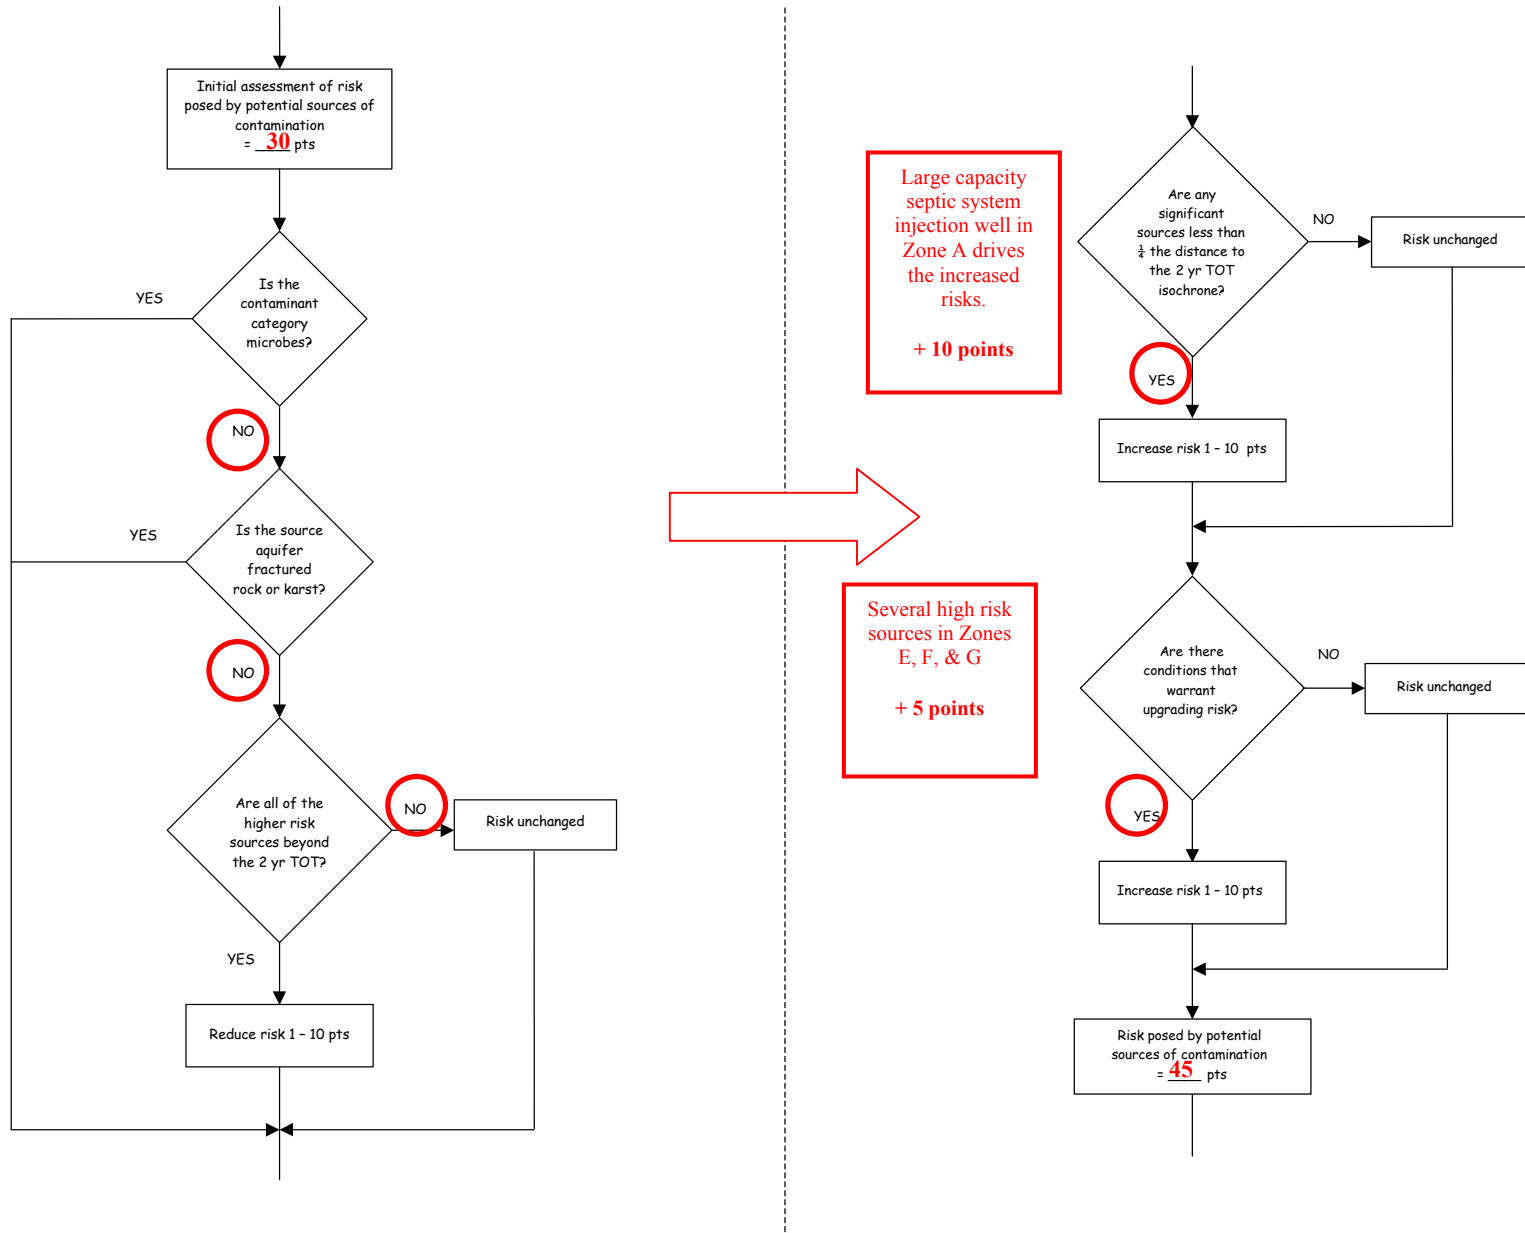 Initial assessment of risk
posed by potential sources of
contamination
= 30 pts
Is the
contaminant
category
microbes?
YES
NO
Is the source
aquifer
fractured
rock or karst?
YES
NO
Are all of the
higher risk
sources beyond
the 2 yr TOT?
NO
Risk unchanged
YES
Reduce risk 1 – 10 pts
Large capacity
septic system
injection well in
Zone A drives
the increased
risks.
+ 10 points
Are any
significant
sources less than
¼ the distance to
the 2 yr TOT
isochrone?
NO
Risk unchanged
YES
Increase risk 1 – 10 pts
Several high risk
sources in Zones
E, F, & G
+ 5 points
Are there
conditions that
warrant
upgrading risk?
NO
Risk unchanged
YES
Increase risk 1 – 10 pts
Risk posed by potential
sources of contamination
= 45 pts